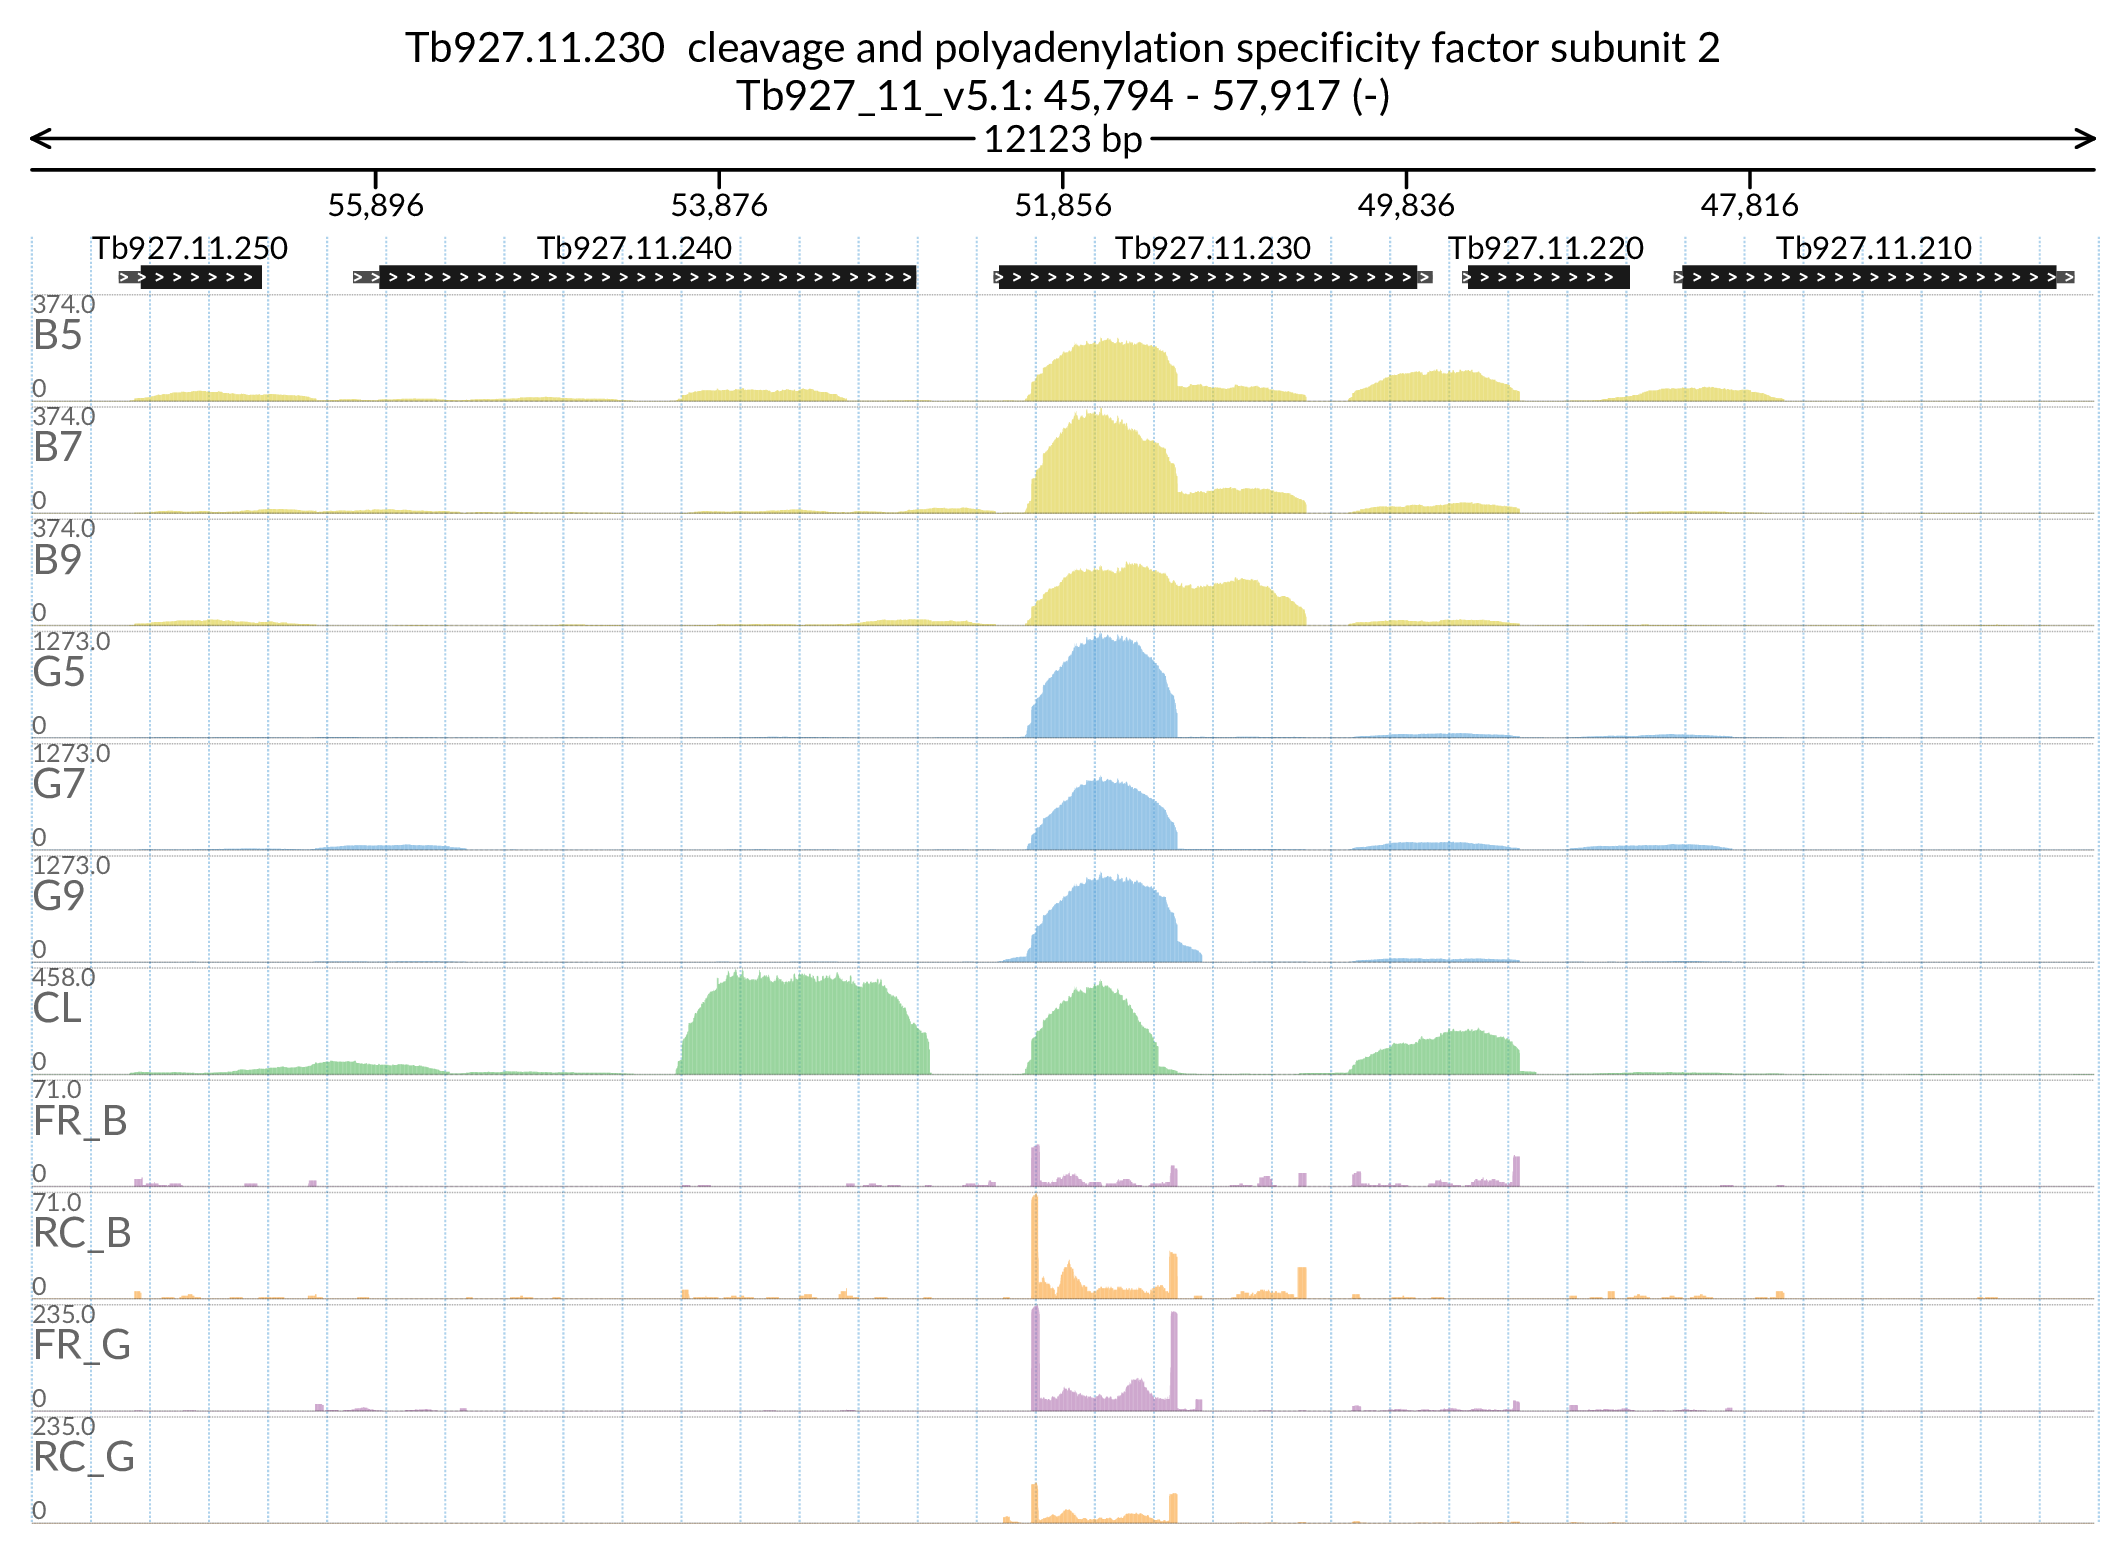 Tb927.11.230  cleavage and polyadenylation specificity factor subunit 2
Tb927_11_v5.1: 45,794 - 57,917 (-)
12123 bp
55,896 53,876 51,856 49,836 47,816
Tb927.11.250 Tb927.11.240 Tb927.11.230 Tb927.11.220 Tb927.11.210
374.0
B5
0
374.0
B7
0
374.0
B9
0
1273.0
G5
0
1273.0
G7
0
1273.0
G9
0
458.0
CL
0
71.0
FR_B
0
71.0
RC_B
0
235.0
FR_G
0
235.0
RC_G
0